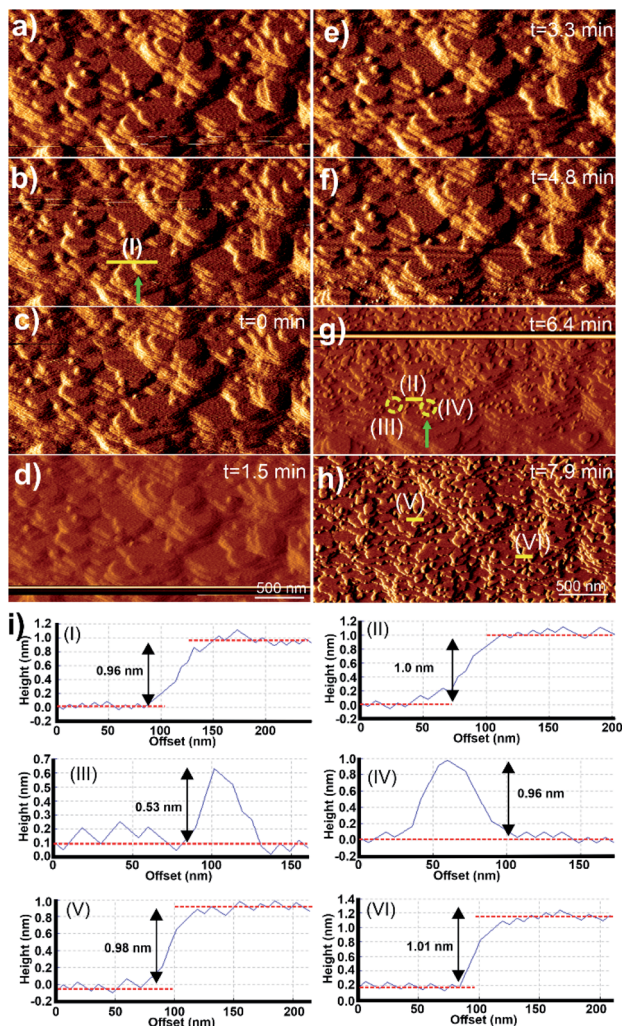 a)
b)
(I)
c)
t=0 min
d)
t=1.5 min
500 nm
e)
t=3.3 min
f)
t=4.8 min
g)
t=6.4 min
(II)
(III)
(IV)
h)
t=7.9 min
(V)
(VI)
500 nm
i)
(I)
Height (nm)
1.2
1.0
0.8
0.6
0.4
0.2
0.0
-0.2
0.96 nm
0 50 100 150 200
Offset (nm)
(II)
Height (nm)
1.2
1.0
0.8
0.6
0.4
0.2
0.0
-0.2
1.0 nm
0 50 100 150 200
Offset (nm)
(III)
Height (nm)
0.7
0.6
0.5
0.4
0.3
0.2
0.1
0.0
0.53 nm
0 50 100 150
Offset (nm)
(IV)
Height (nm)
1.0
0.8
0.6
0.4
0.2
0.0
-0.2
0.96 nm
0 50 100 150
Offset (nm)
(V)
Height (nm)
1.0
0.8
0.6
0.4
0.2
0.0
-0.2
0.98 nm
0 50 100 150 200
Offset (nm)
(VI)
Height (nm)
1.4
1.2
1.0
0.8
0.6
0.4
0.2
0.0
1.01 nm
0 50 100 150 200
Offset (nm)